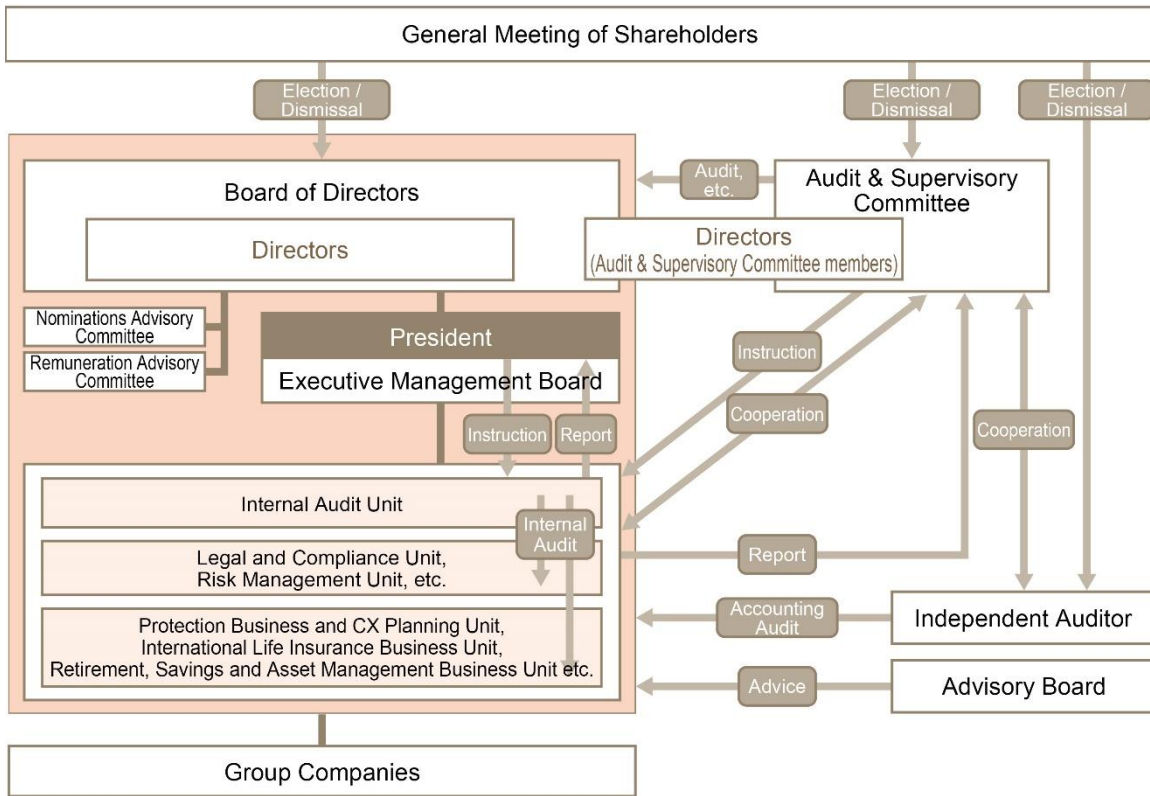 General Meeting of Shareholders
Election /
Dismissal
Election /
Dismissal
Election /
Dismissal
Board of Directors
Directors
Audit,
etc.
Audit & Supervisory
Committee
Directors
(Audit & Supervisory Committee members)
Nominations Advisory
Committee
Remuneration Advisory
Committee
President
Executive Management Board
Instruction
Report
Instruction
Cooperation
Cooperation
Internal Audit Unit
Internal
Audit
Legal and Compliance Unit,
Risk Management Unit, etc.
Report
Protection Business and CX Planning Unit,
International Life Insurance Business Unit,
Retirement, Savings and Asset Management Business Unit etc.
Accounting
Audit
Independent Auditor
Advice
Advisory Board
Group Companies